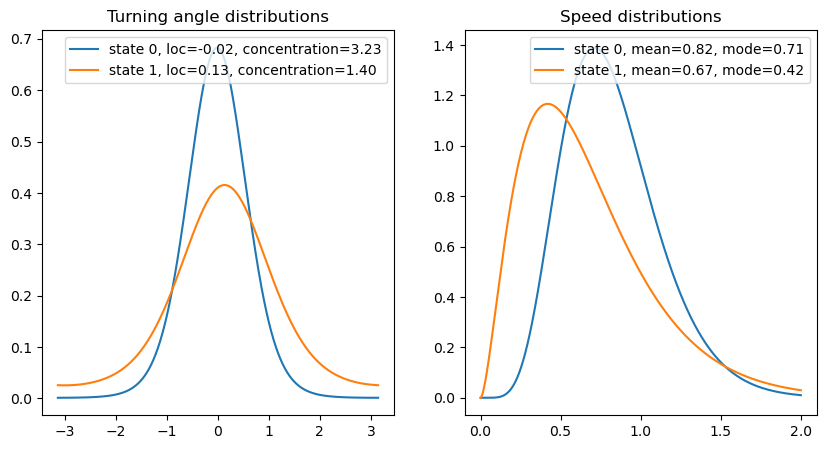 Turning angle distributions
state 0, loc=-0.02, concentration=3.23
state 1, loc=0.13, concentration=1.40
0.7
0.6
0.5
0.4
0.3
0.2
0.1
0.0
−3 −2 −1 0 1 2 3
Speed distributions
state 0, mean=0.82, mode=0.71
state 1, mean=0.67, mode=0.42
1.4
1.2
1.0
0.8
0.6
0.4
0.2
0.0
0.0 0.5 1.0 1.5 2.0